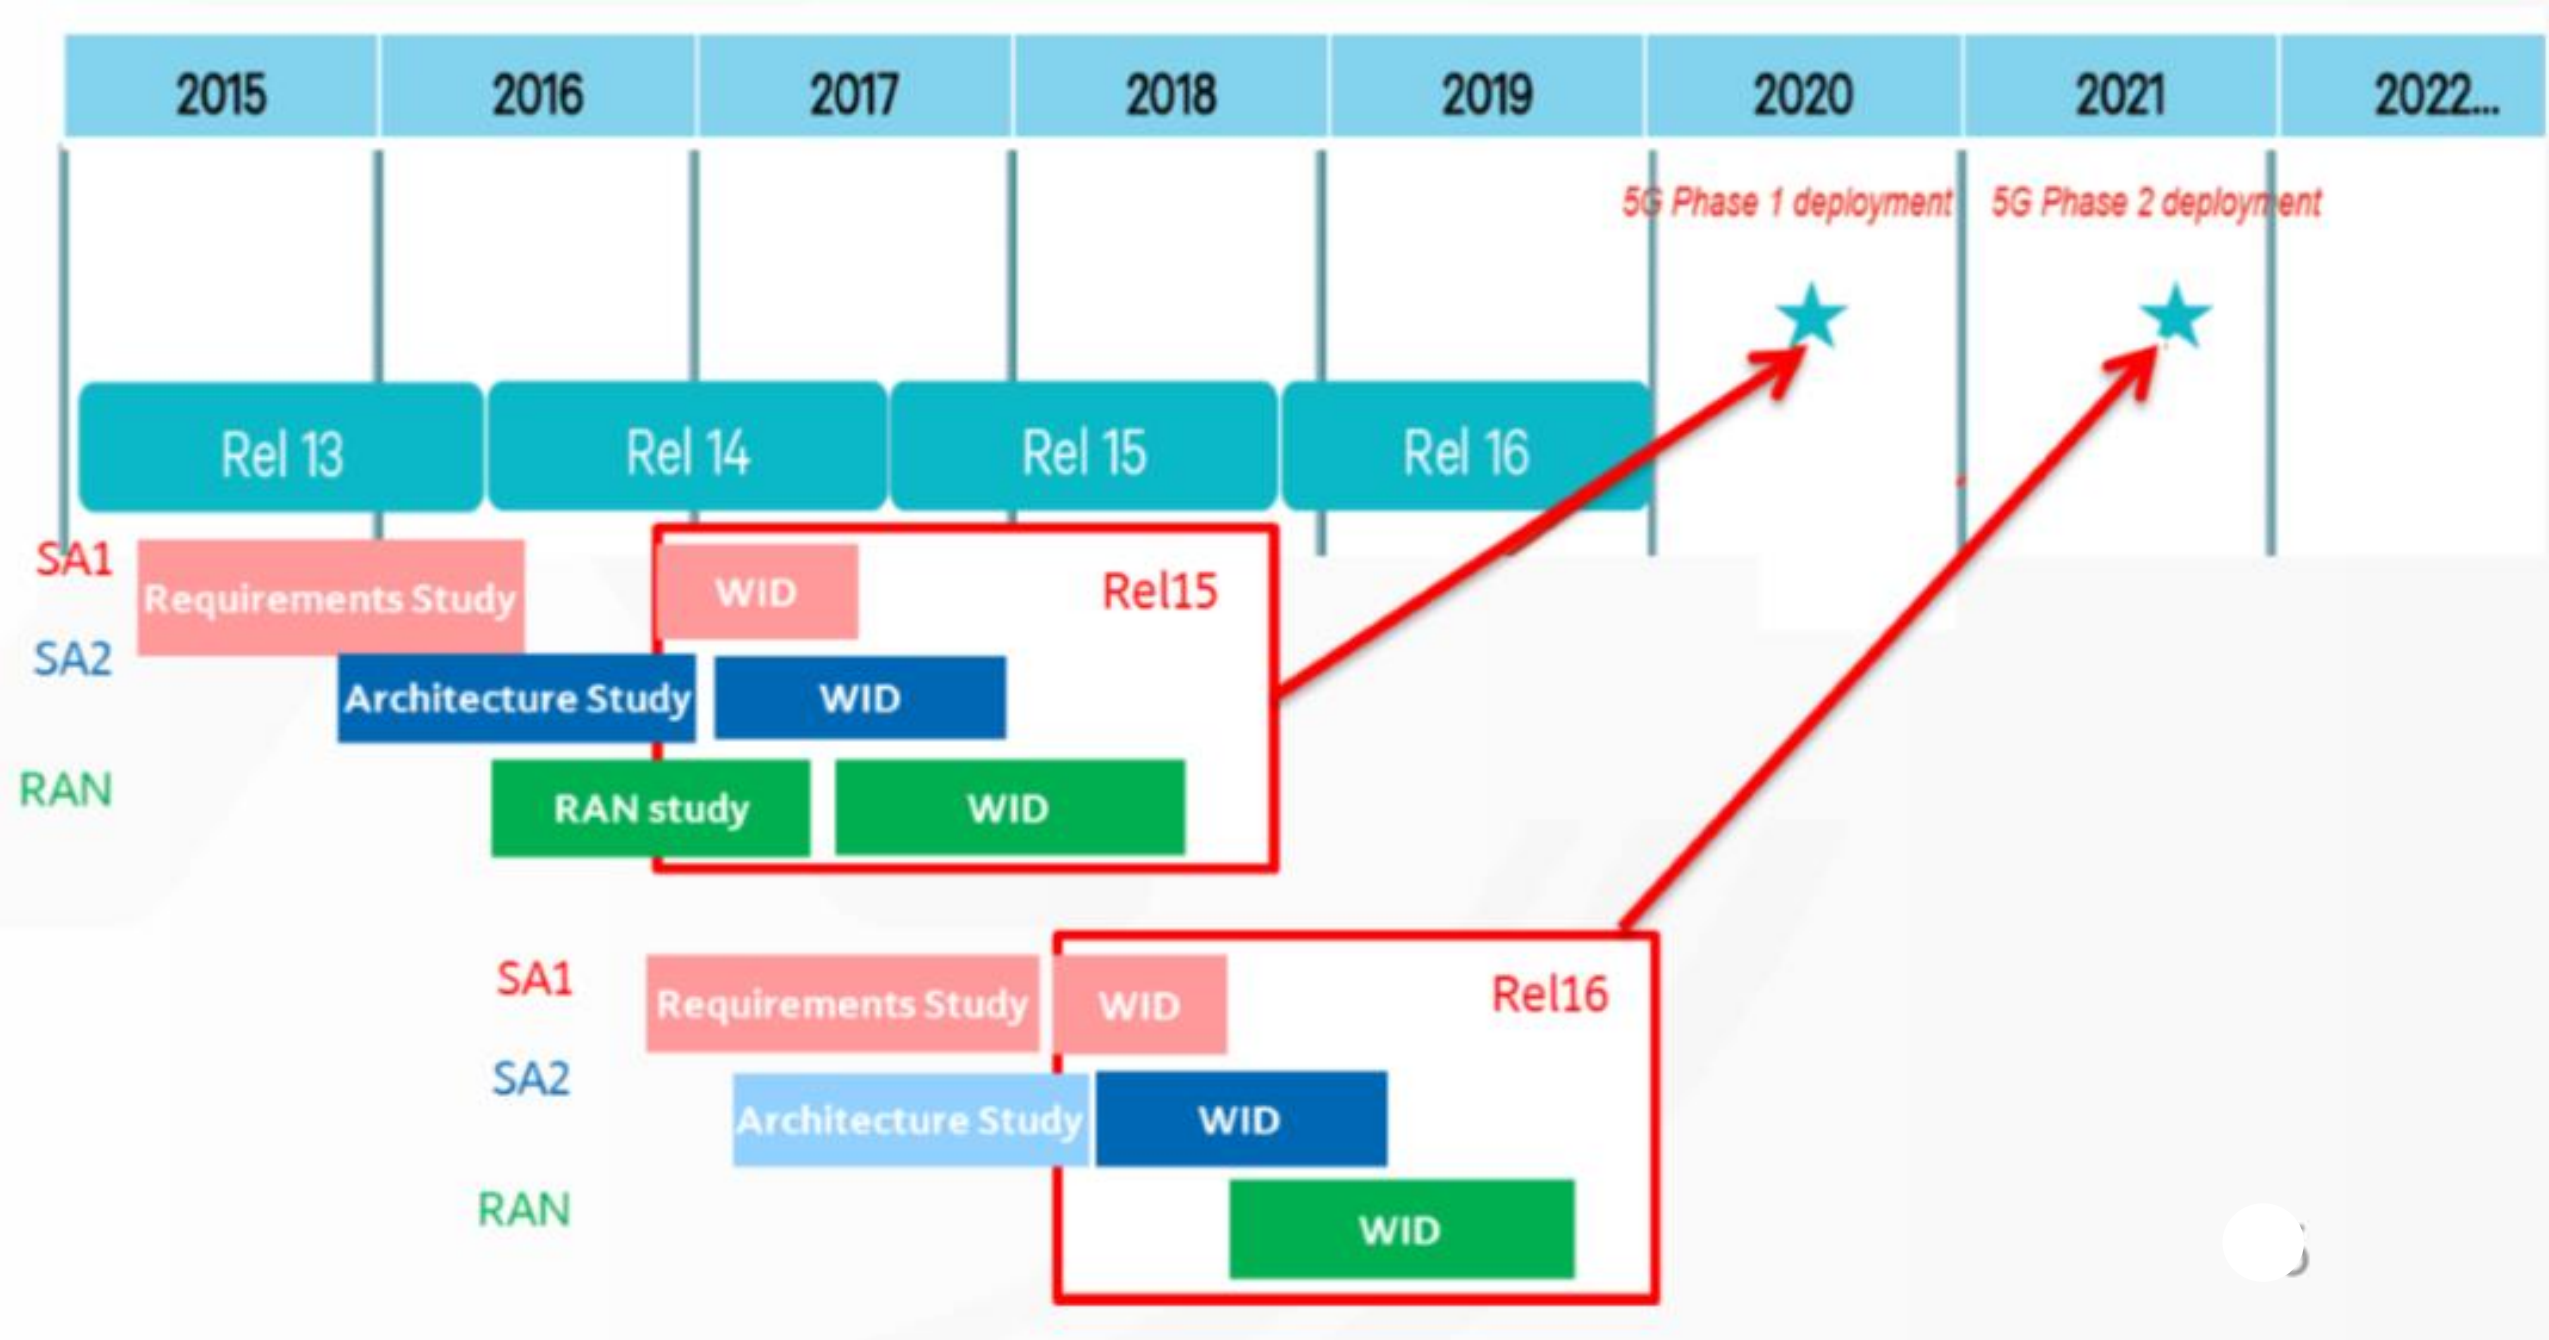 2015 2016 2017 2018 2019 2020 2021 2022...
5G Phase 1 deployment 5G Phase 2 deployment
Rel 13 Rel 14 Rel 15 Rel 16
SA1
Requirements Study WID Rel15
SA2
Architecture Study WID
RAN
RAN study WID
SA1
Requirements Study WID Rel16
SA2
Architecture Study WID
RAN
WID